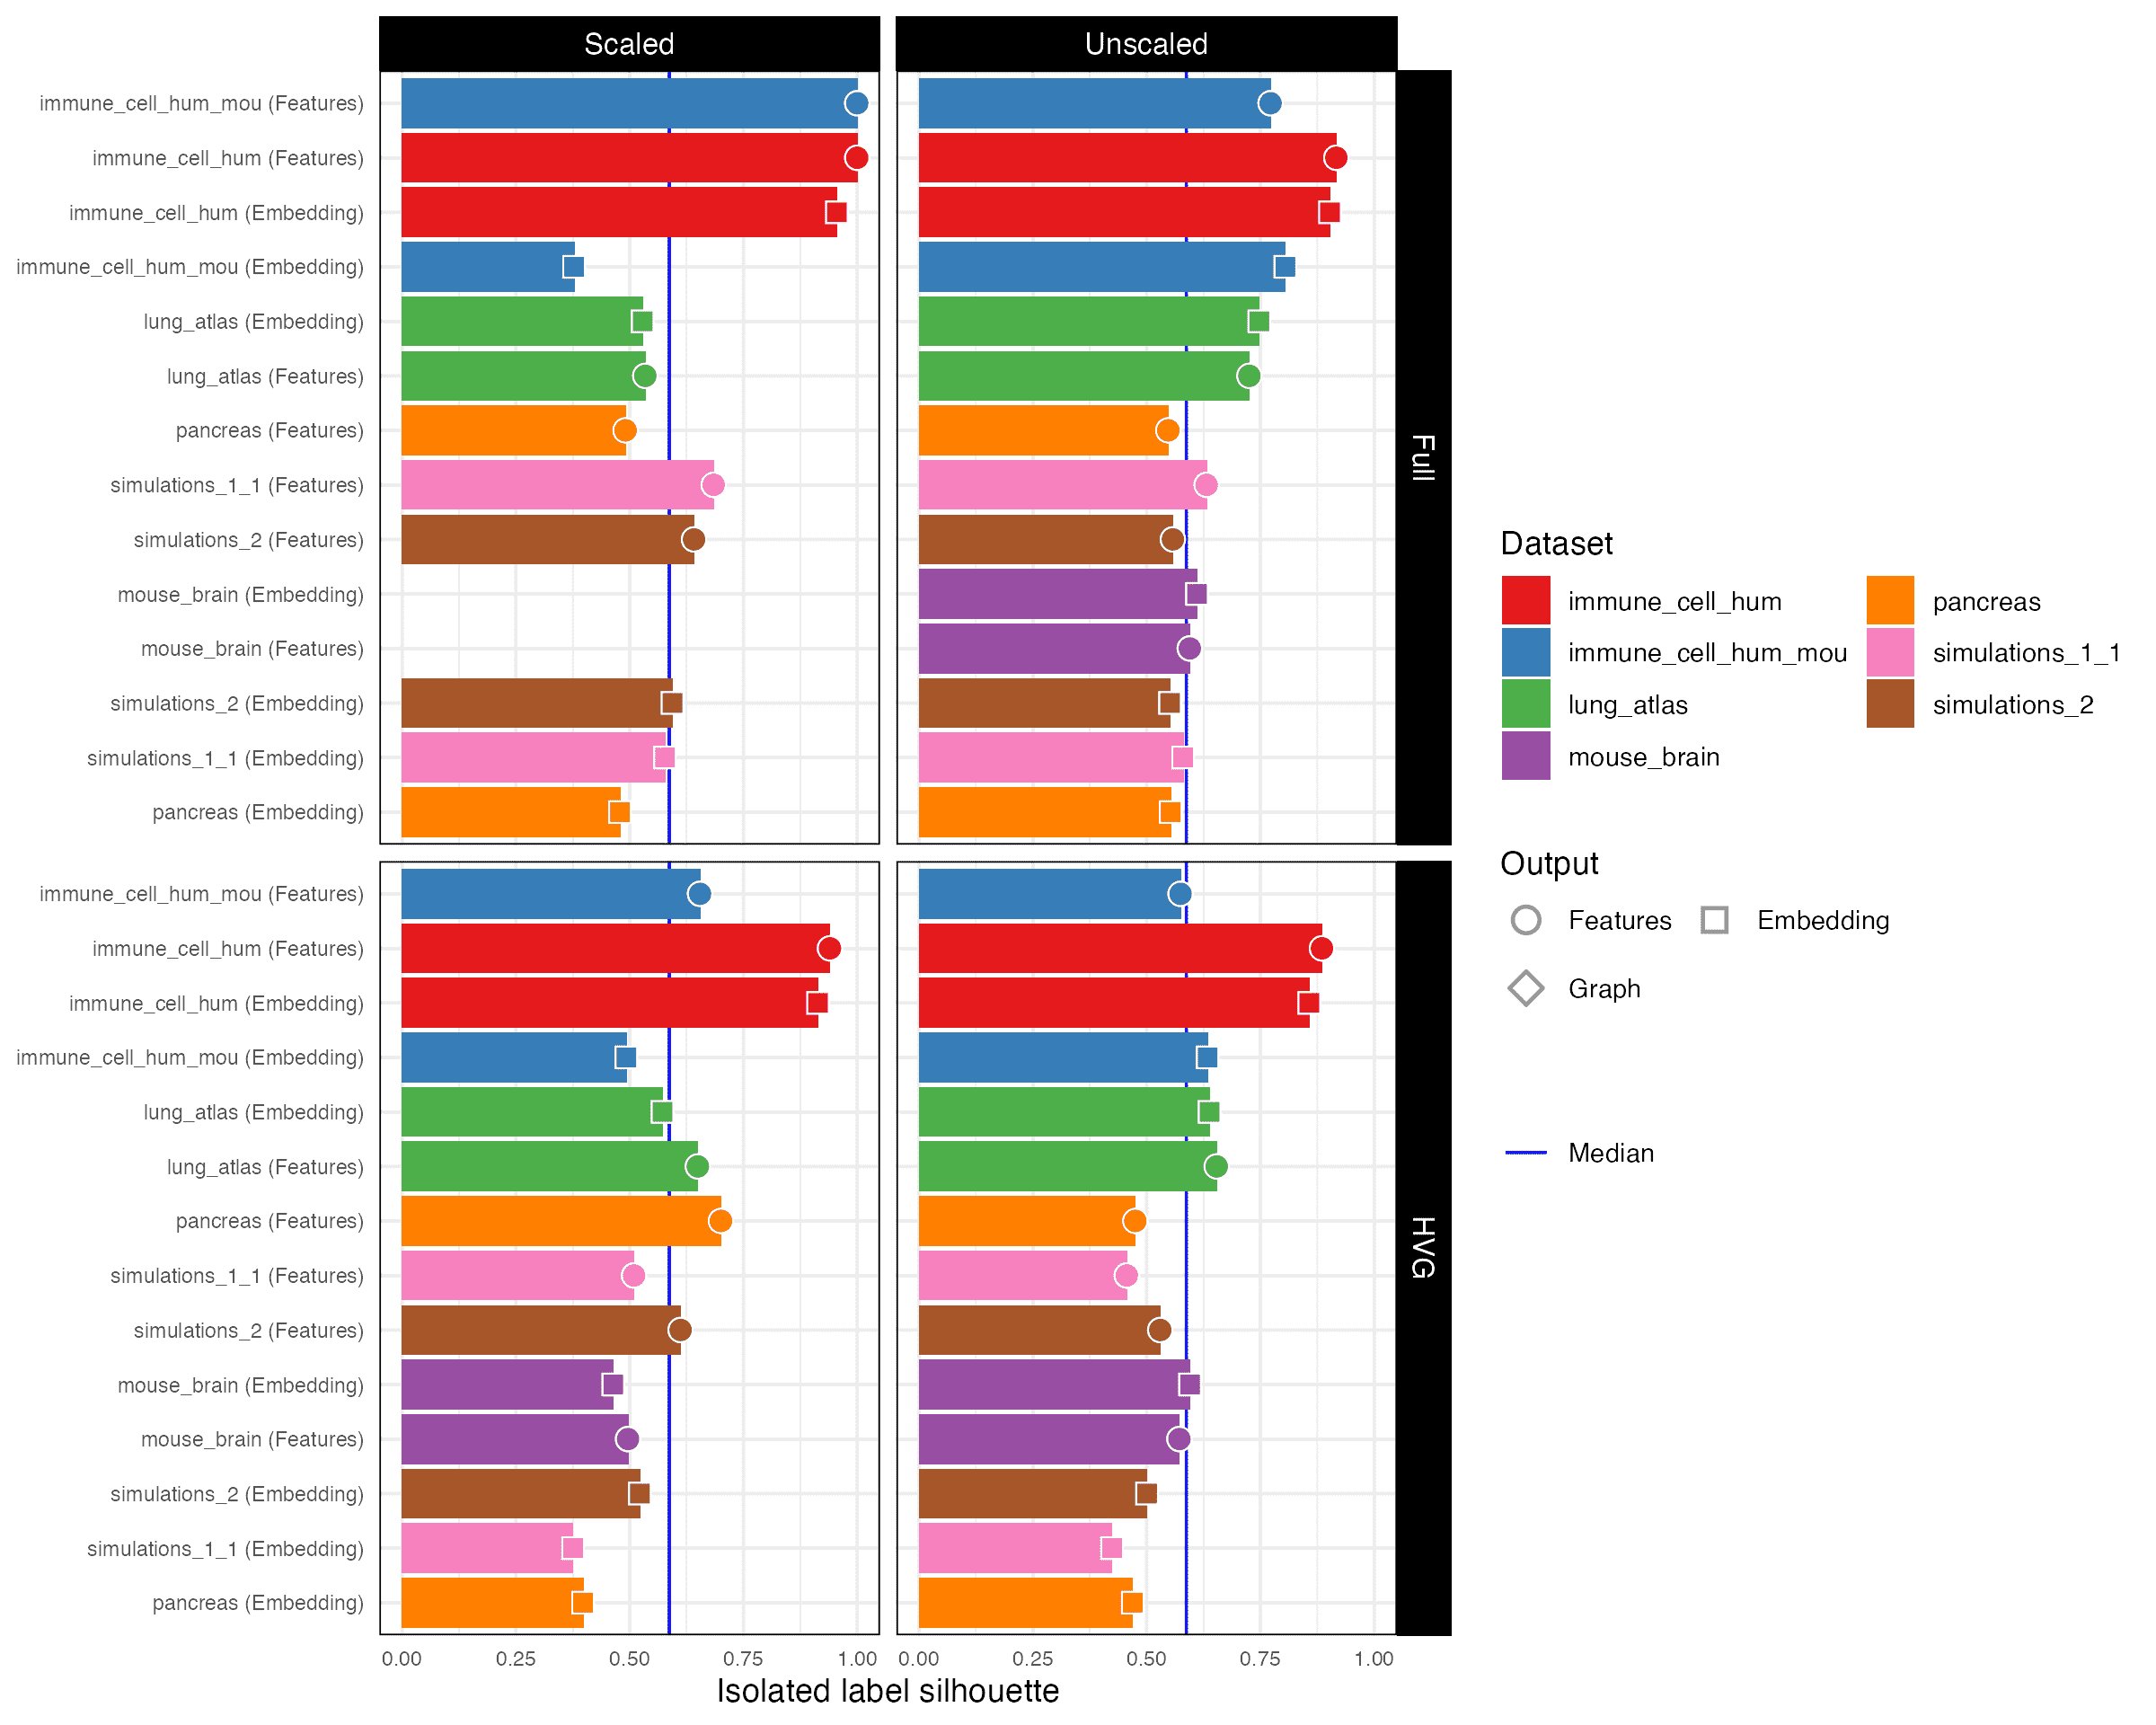 Scaled
Unscaled
immune_cell_hum_mou (Features)
immune_cell_hum (Features)
immune_cell_hum (Embedding)
immune_cell_hum_mou (Embedding)
lung_atlas (Embedding)
lung_atlas (Features)
pancreas (Features)
simulations_1_1 (Features)
simulations_2 (Features)
mouse_brain (Embedding)
mouse_brain (Features)
simulations_2 (Embedding)
simulations_1_1 (Embedding)
pancreas (Embedding)
Full
immune_cell_hum_mou (Features)
immune_cell_hum (Features)
immune_cell_hum (Embedding)
immune_cell_hum_mou (Embedding)
lung_atlas (Embedding)
lung_atlas (Features)
pancreas (Features)
simulations_1_1 (Features)
simulations_2 (Features)
mouse_brain (Embedding)
mouse_brain (Features)
simulations_2 (Embedding)
simulations_1_1 (Embedding)
pancreas (Embedding)
HVG
0.00 0.25 0.50 0.75 1.00
0.00 0.25 0.50 0.75 1.00
Isolated label silhouette
Dataset
immune_cell_hum
immune_cell_hum_mou
lung_atlas
mouse_brain
pancreas
simulations_1_1
simulations_2
Output
Features
Embedding
Graph
Median